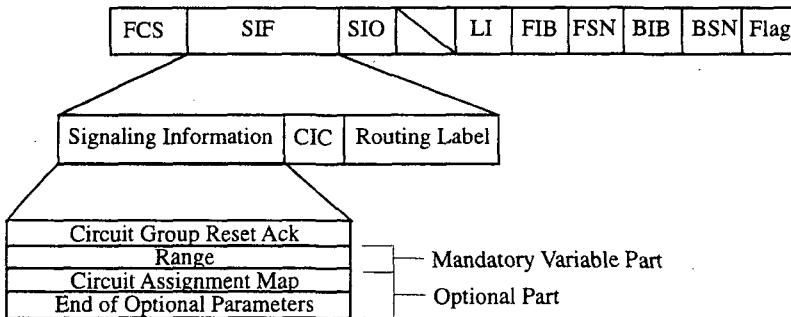 FCS SIF SIO LI FIB FSN BIB BSN Flag
Signaling Information CIC Routing Label
Circuit Group Reset Ack
Range
Mandatory Variable Part
Circuit Assignment Map
End of Optional Parameters
Optional Part